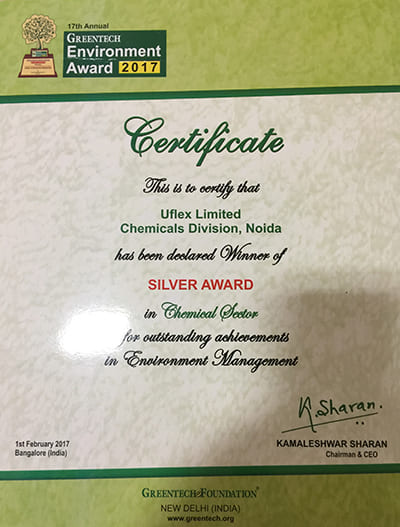 17th Annual
GREENTECH
Environment
Award 2017
Certificate
This is to certify that
Uflex Limited
Chemicals Division, Noida
has been declared Winner of
SILVER AWARD
in Chemical Sector
for outstanding achievements
in Environment Management
K. Sharan.
1st February 2017
Bangalore (India)
KAMALESHWAR SHARAN
Chairman & CEO
GREENTECH FOUNDATION®
NEW DELHI (INDIA)
www.greentech.org